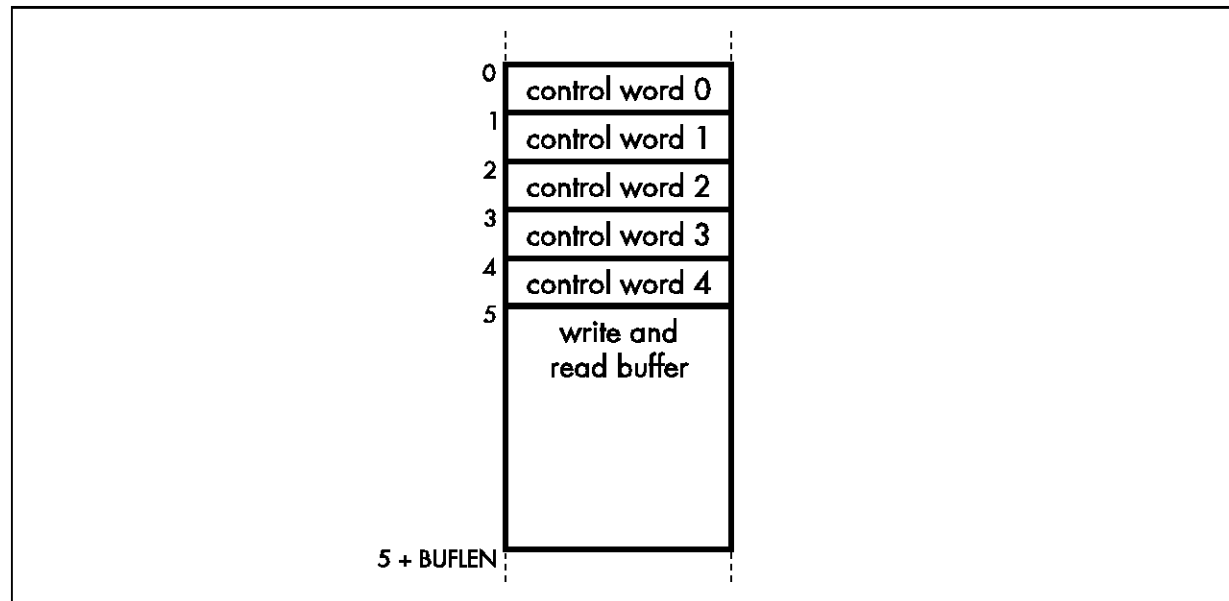 0
control word 0
1
control word 1
2
control word 2
3
control word 3
4
control word 4
5
write and
read buffer
5 + BUFLEN